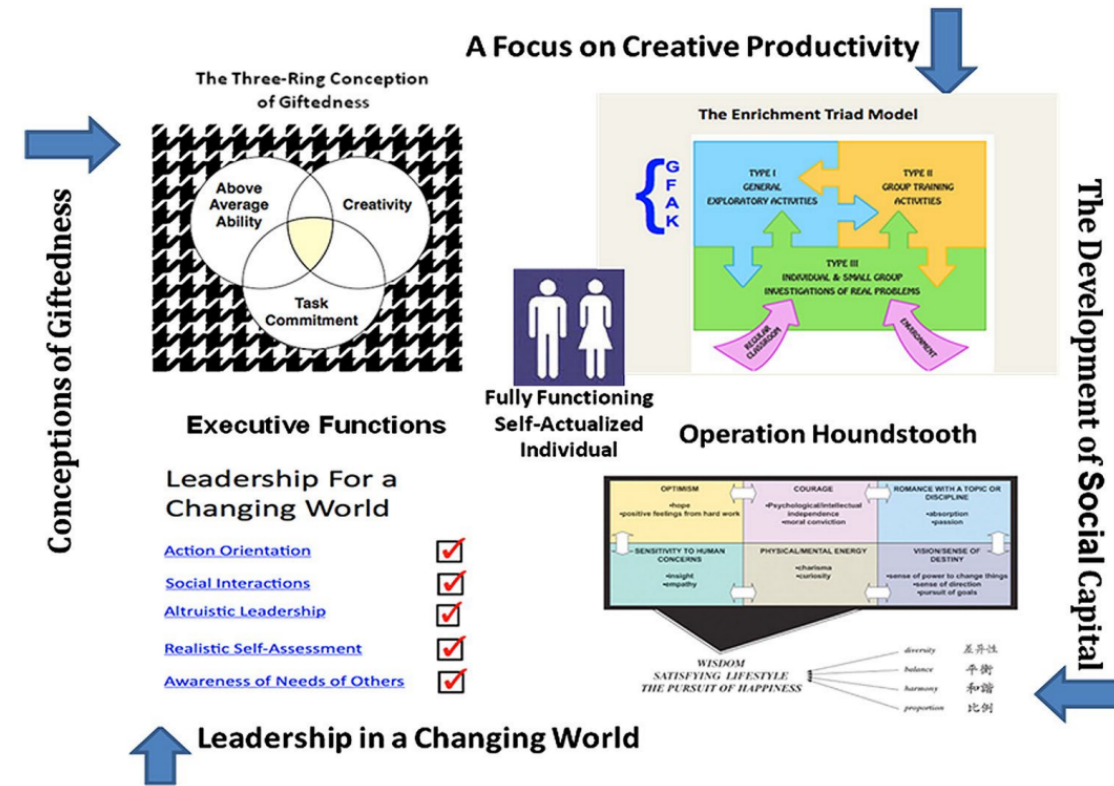 A Focus on Creative Productivity
The Three-Ring Conception
of Giftedness
Above
Average
Ability
Creativity
Task
Commitment
Conceptions of Giftedness
The Enrichment Triad Model
G
F
A
K
TYPE I
GENERAL
EXPLORATORY ACTIVITIES
TYPE II
GROUP TRAINING
ACTIVITIES
TYPE III
INDIVIDUAL & SMALL GROUP
INVESTIGATIONS OF REAL PROBLEMS
REGULAR
CLASSROOM
ENVIRONMENT
The Development of Social Capital
Fully Functioning
Self-Actualized
Individual
Executive Functions
Leadership For a
Changing World
Action Orientation
Social Interactions
Altruistic Leadership
Realistic Self-Assessment
Awareness of Needs of Others
Operation Houndstooth
OPTIMISM
•hope
•positive feelings from hard work
COURAGE
•Psychological/intellectual
independence
•moral conviction
ROMANCE WITH A TOPIC OR
DISCIPLINE
•absorption
•passion
SENSITIVITY TO HUMAN
CONCERNS
•insight
•empathy
PHYSICAL/MENTAL ENERGY
•charisma
•curiosity
VISION/SENSE OF
DESTINY
•sense of power to change things
•sense of direction
•pursuit of goals
WISDOM
SATISFYING LIFESTYLE
THE PURSUIT OF HAPPINESS
diversity 差异性
balance 平衡
harmony 和諧
proportion 比例
Leadership in a Changing World